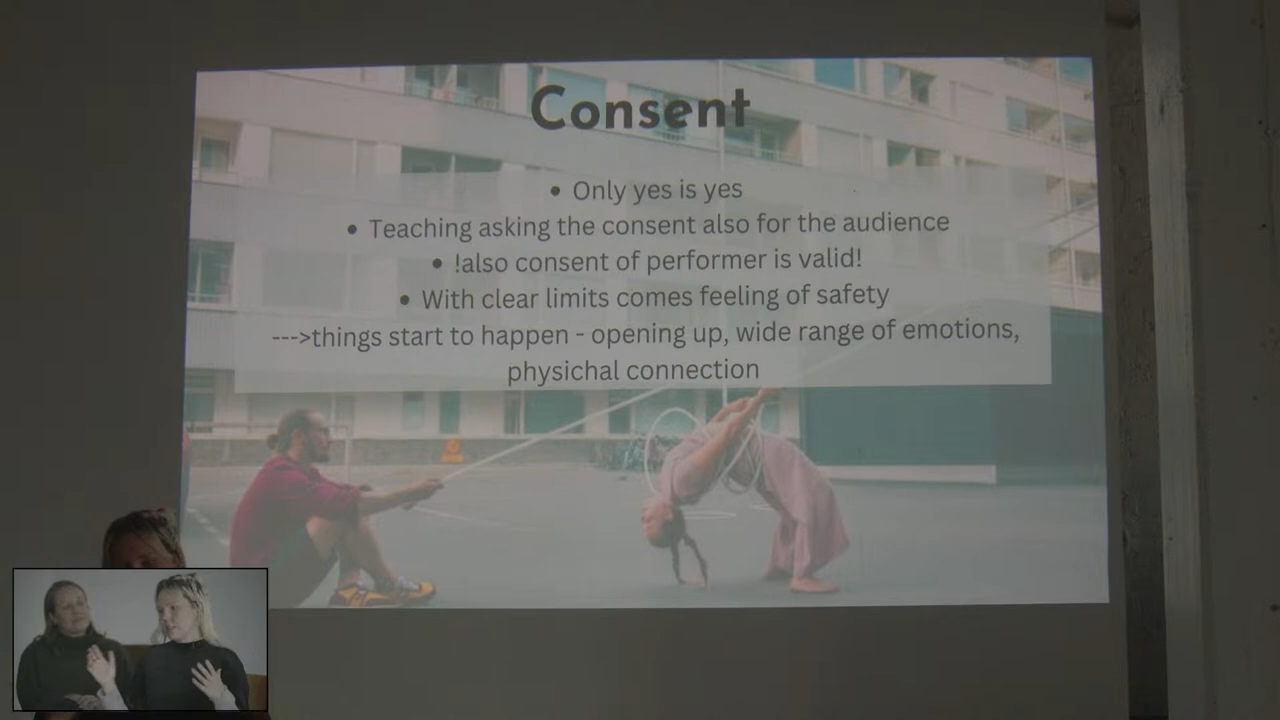 Consent
• Only yes is yes
• Teaching asking the consent also for the audience
• !also consent of performer is valid!
• With clear limits comes feeling of safety
--->things start to happen - opening up, wide range of emotions,
physichal connection